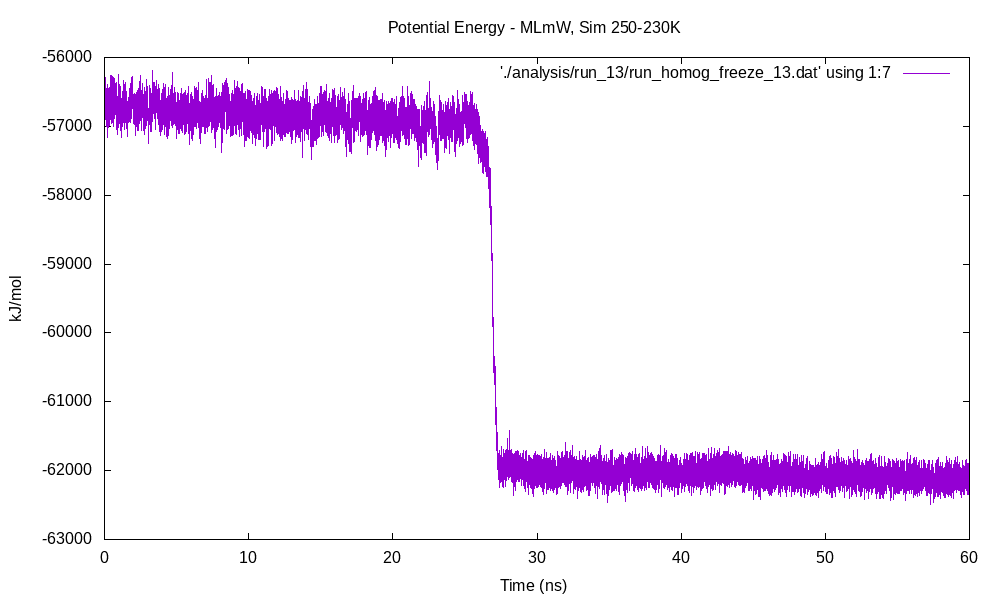 Potential Energy - MLmW, Sim 250-230K
'./analysis/run_13/run_homog_freeze_13.dat' using 1:7
-56000
-57000
-58000
-59000
-60000
-61000
-62000
-63000
kJ/mol
0 10 20 30 40 50 60
Time (ns)